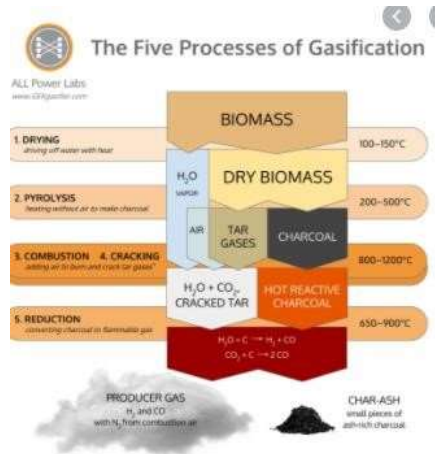 The Five Processes of Gasification
ALL Power Labs
www.GEKgasifier.com
BIOMASS
1. DRYING
driving off water with heat
100–150°C
H₂O
VAPOR
DRY BIOMASS
2. PYROLYSIS
heating without air to make charcoal
200–500°C
AIR
TAR
GASES
CHARCOAL
3. COMBUSTION 4. CRACKING
adding air to burn and crack tar gases*
800–1200°C
H₂O + CO₂,
CRACKED TAR
HOT REACTIVE
CHARCOAL
5. REDUCTION
converting charcoal to flammable gas
650–900°C
H₂O + C → H₂ + CO
CO₂ + C → 2 CO
PRODUCER GAS
H₂ and CO
with N₂ from combustion air
CHAR-ASH
small pieces of
ash-rich charcoal